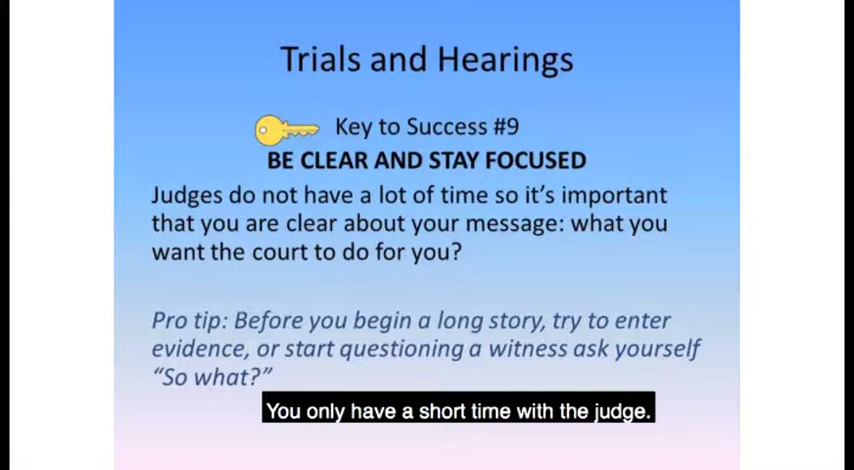 Trials and Hearings
Key to Success #9
BE CLEAR AND STAY FOCUSED
Judges do not have a lot of time so it's important
that you are clear about your message: what you
want the court to do for you?
Pro tip: Before you begin a long story, try to enter
evidence, or start questioning a witness ask yourself
“So what?”
You only have a short time with the judge.